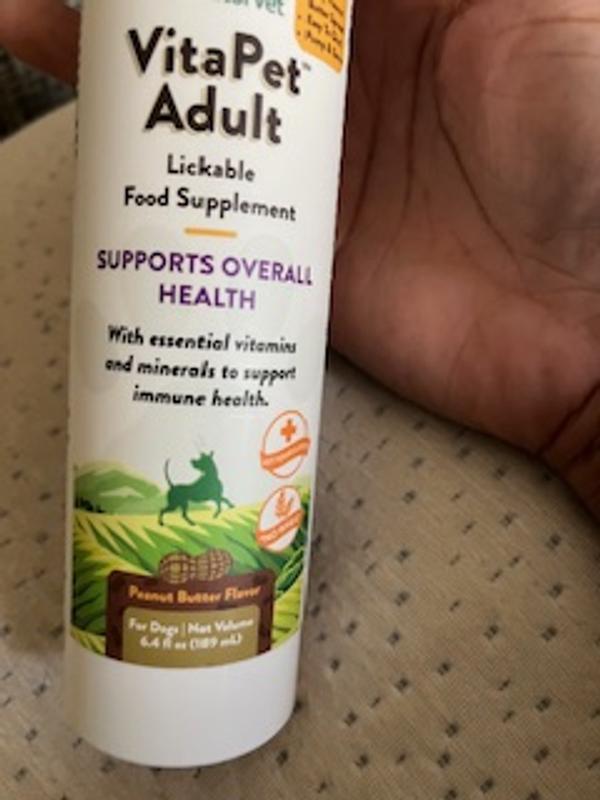 VitaPet™
Adult
Lickable
Food Supplement
SUPPORTS OVERALL
HEALTH
With essential vitamins
and minerals to support
immune health.
Peanut Butter Flavor
For Dogs | Net Volume
6.4 fl oz (189 mL)